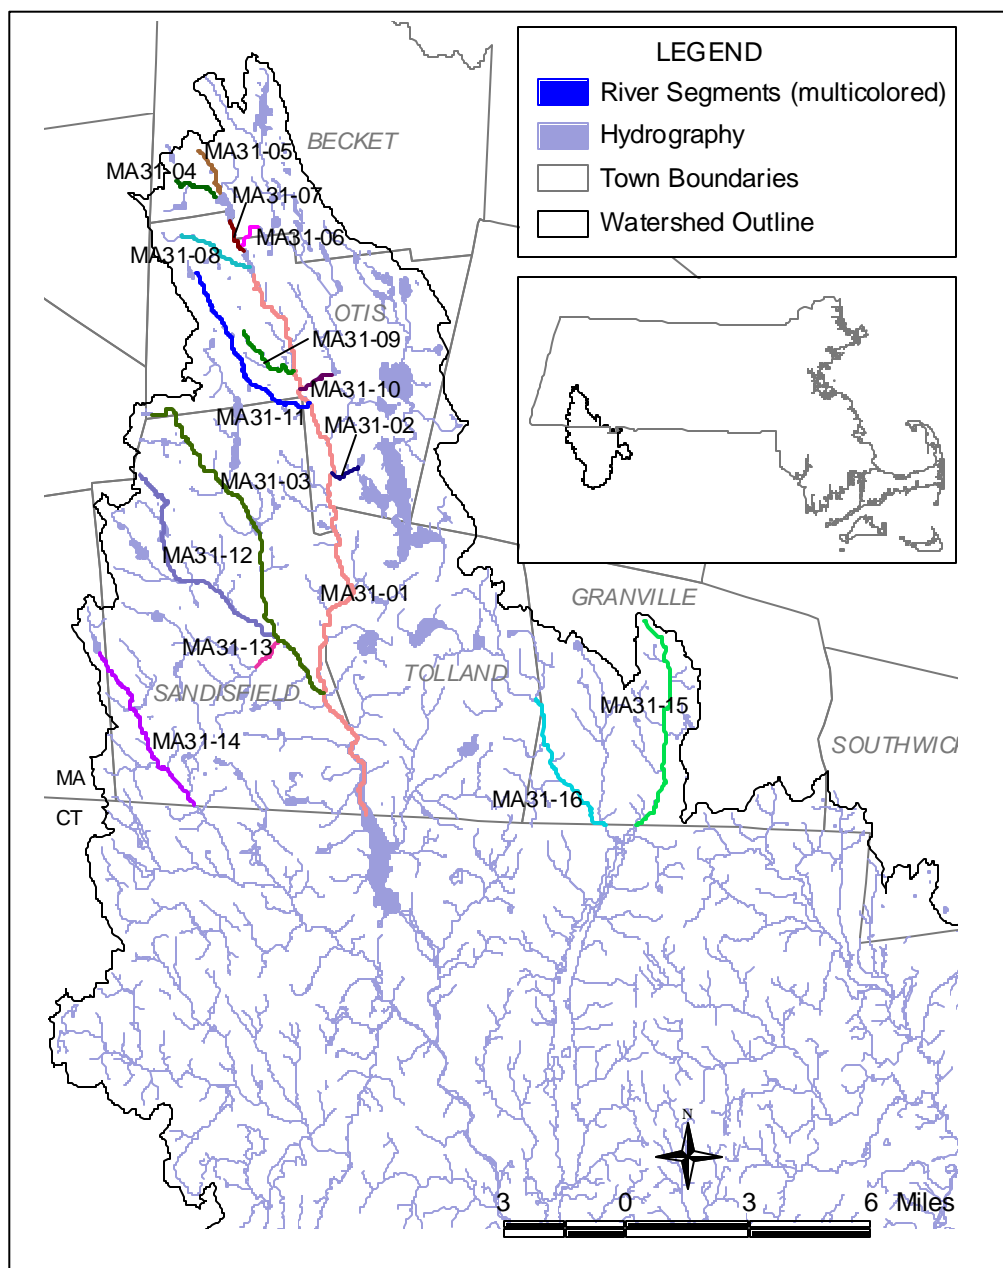 LEGEND
River Segments (multicolored)
Hydrography
Town Boundaries
Watershed Outline
BECKET
MA31-05
MA31-04
MA31-07
MA31-06
MA31-08
OTIS
MA31-09
MA31-10
MA31-11
MA31-02
MA31-03
MA31-12
MA31-01
GRANVILLE
MA31-13
TOLLAND
SANDISFIELD
MA31-15
MA31-14
SOUTHWIC
MA
MA31-16
CT
N
3 0 3 6 Miles